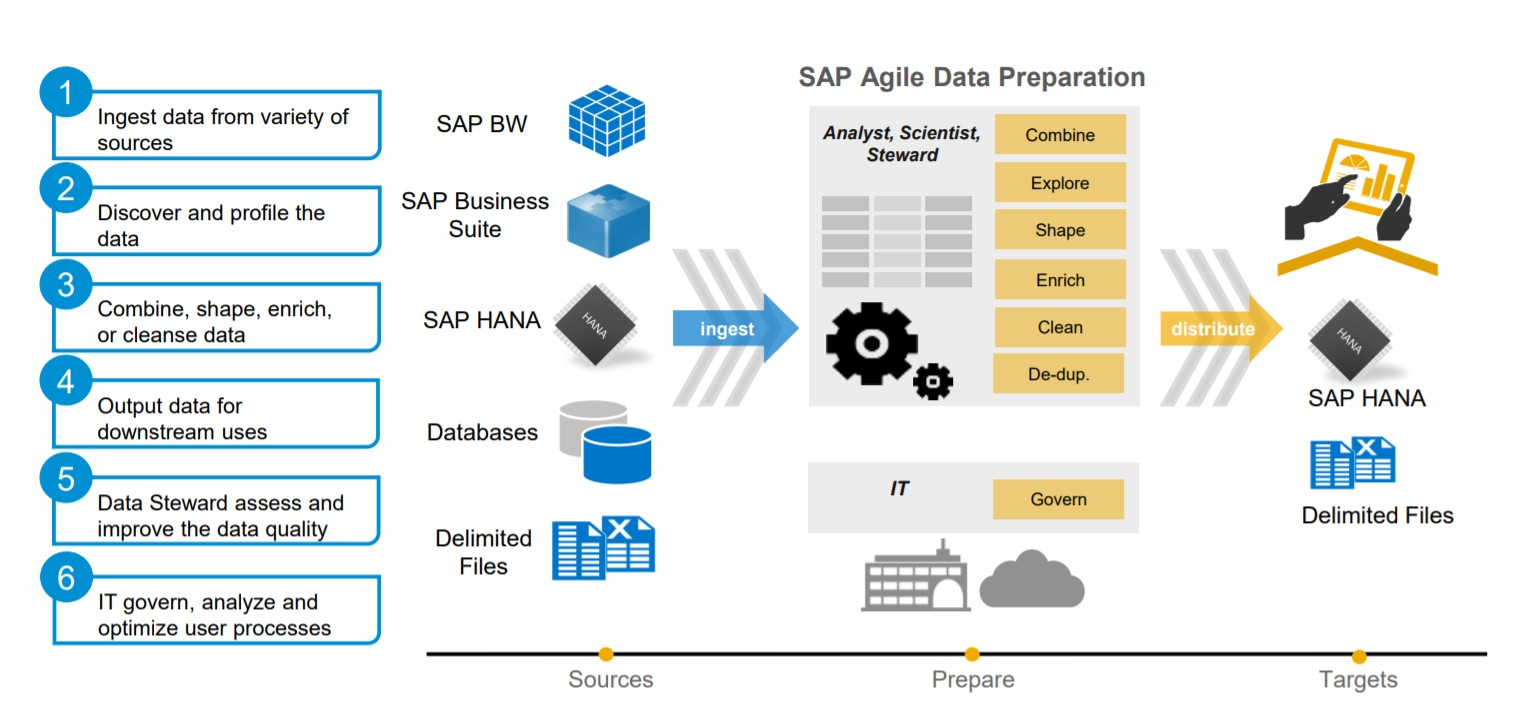 1
Ingest data from variety of
sources
2
Discover and profile the
data
3
Combine, shape, enrich,
or cleanse data
4
Output data for
downstream uses
5
Data Steward assess and
improve the data quality
6
IT govern, analyze and
optimize user processes
SAP BW
SAP Business
Suite
SAP HANA
HANA
Databases
Delimited
Files
X
ingest
SAP Agile Data Preparation
Analyst, Scientist,
Steward
Combine
Explore
Shape
Enrich
Clean
De-dup.
IT
Govern
distribute
HANA
SAP HANA
X
Delimited Files
Sources
Prepare
Targets